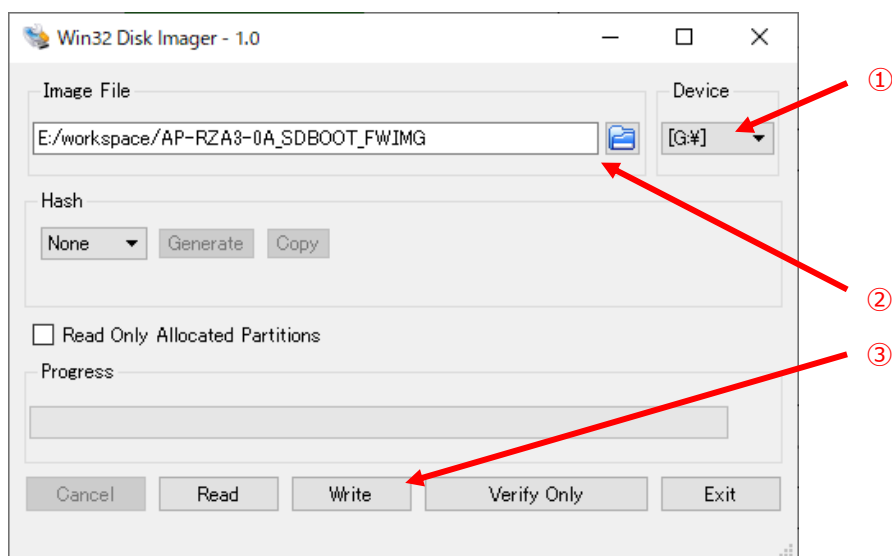 Win32 Disk Imager - 1.0
①
Image File
Device
E:/workspace/AP-RZA3-0A_SDBOOT_FWIMG
[G:¥]
Hash
None
Generate
Copy
②
Read Only Allocated Partitions
③
Progress
Cancel
Read
Write
Verify Only
Exit